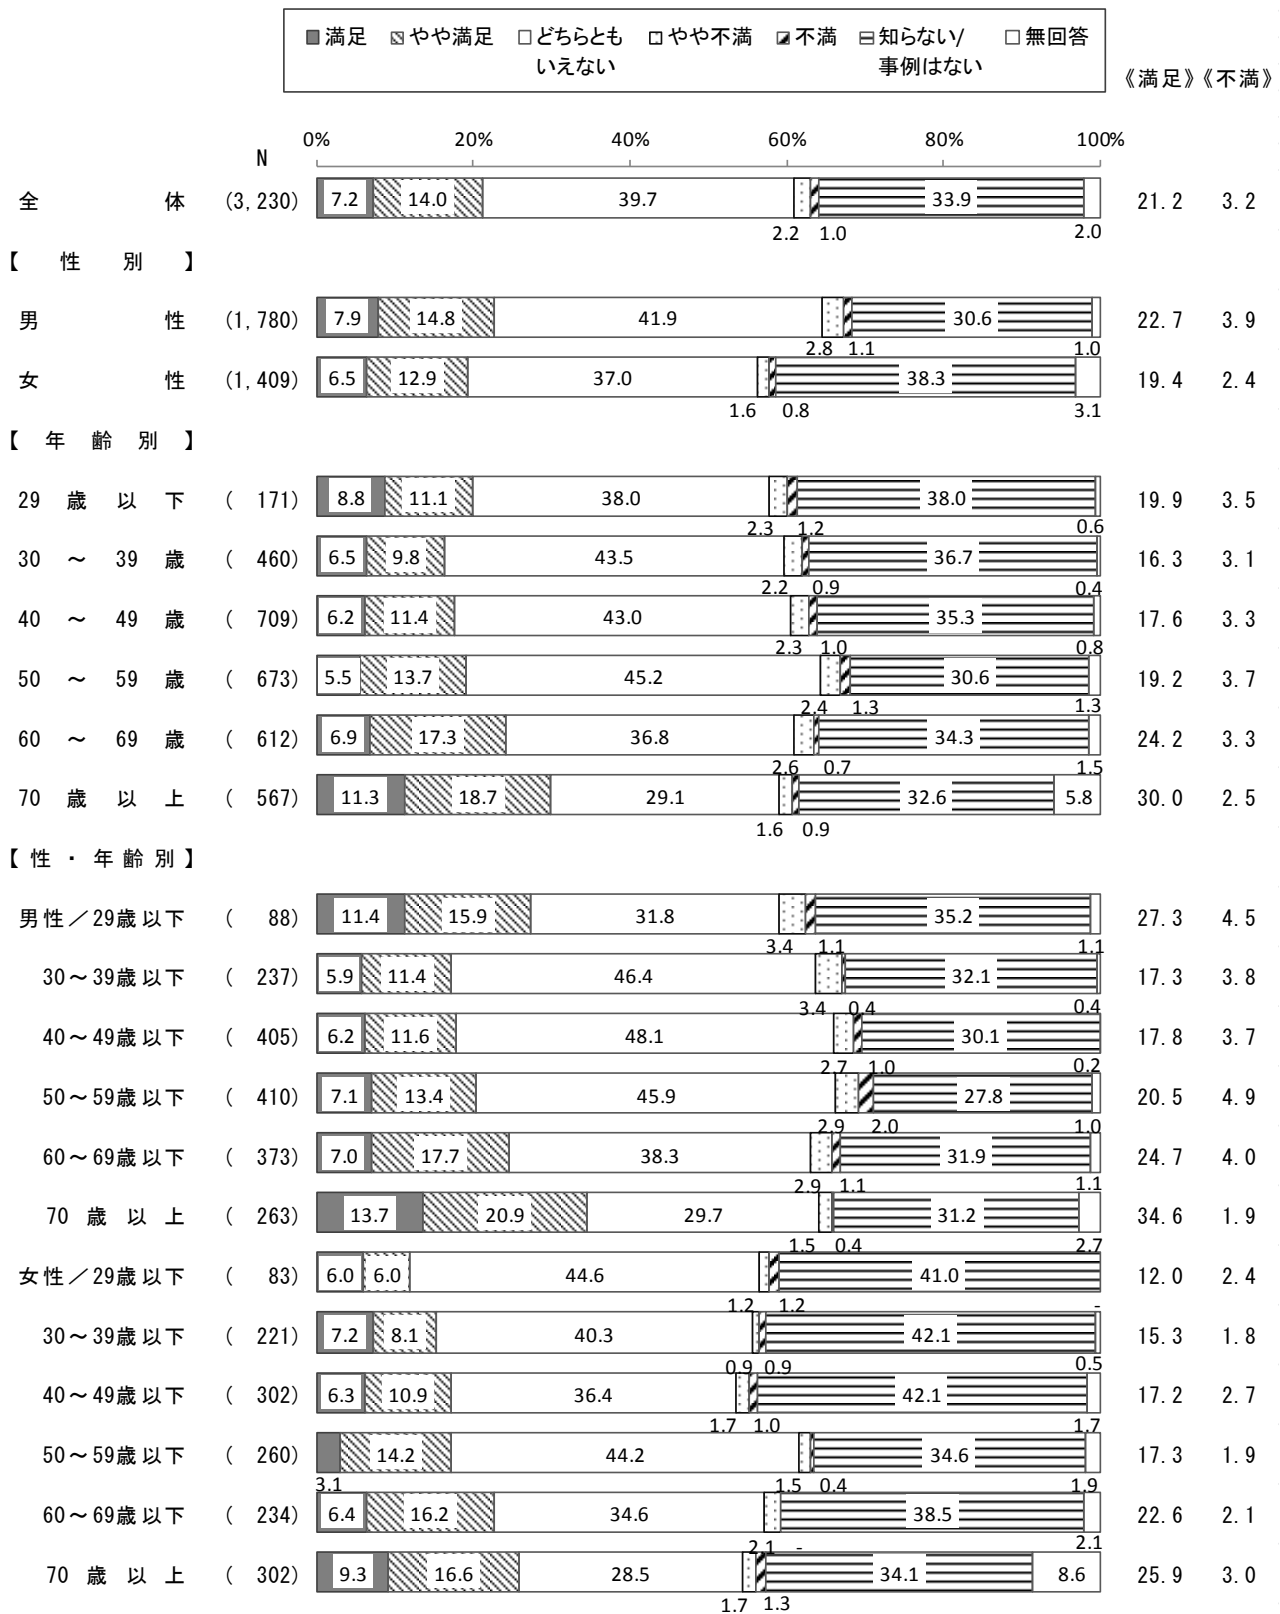 満足 やや満足 どちらとも やや不満 不満 知らない/ 無回答
いえない 事例はない
《満足》《不満》
0% 20% 40% 60% 80% 100%
N
全体 (3,230) 7.2 14.0 39.7 33.9 21.2 3.2
2.2 1.0 2.0
【性別】
男性 (1,780) 7.9 14.8 41.9 30.6 22.7 3.9
2.8 1.1 1.0
女性 (1,409) 6.5 12.9 37.0 38.3 19.4 2.4
1.6 0.8 3.1
【年齢別】
29歳以下 (171) 8.8 11.1 38.0 38.0 19.9 3.5
2.3 1.2 0.6
30～39歳 (460) 6.5 9.8 43.5 36.7 16.3 3.1
2.2 0.9 0.4
40～49歳 (709) 6.2 11.4 43.0 35.3 17.6 3.3
2.3 1.0 0.8
50～59歳 (673) 5.5 13.7 45.2 30.6 19.2 3.7
2.4 1.3 1.3
60～69歳 (612) 6.9 17.3 36.8 34.3 24.2 3.3
2.6 0.7 1.5
70歳以上 (567) 11.3 18.7 29.1 32.6 5.8 30.0 2.5
1.6 0.9
【性・年齢別】
男性／29歳以下 (88) 11.4 15.9 31.8 35.2 27.3 4.5
3.4 1.1 1.1
30～39歳以下 (237) 5.9 11.4 46.4 32.1 17.3 3.8
3.4 0.4 0.4
40～49歳以下 (405) 6.2 11.6 48.1 30.1 17.8 3.7
2.7 1.0 0.2
50～59歳以下 (410) 7.1 13.4 45.9 27.8 20.5 4.9
2.9 2.0 1.0
60～69歳以下 (373) 7.0 17.7 38.3 31.9 24.7 4.0
2.9 1.1 1.1
70歳以上 (263) 13.7 20.9 29.7 31.2 34.6 1.9
1.5 0.4 2.7
女性／29歳以下 (83) 6.0 6.0 44.6 41.0 12.0 2.4
1.2 1.2 -
30～39歳以下 (221) 7.2 8.1 40.3 42.1 15.3 1.8
0.9 0.9 0.5
40～49歳以下 (302) 6.3 10.9 36.4 42.1 17.2 2.7
1.7 1.0 1.7
50～59歳以下 (260) 14.2 44.2 34.6 17.3 1.9
3.1 1.5 0.4 1.9
60～69歳以下 (234) 6.4 16.2 34.6 38.5 22.6 2.1
2.1 - 2.1
70歳以上 (302) 9.3 16.6 28.5 34.1 8.6 25.9 3.0
1.7 1.3